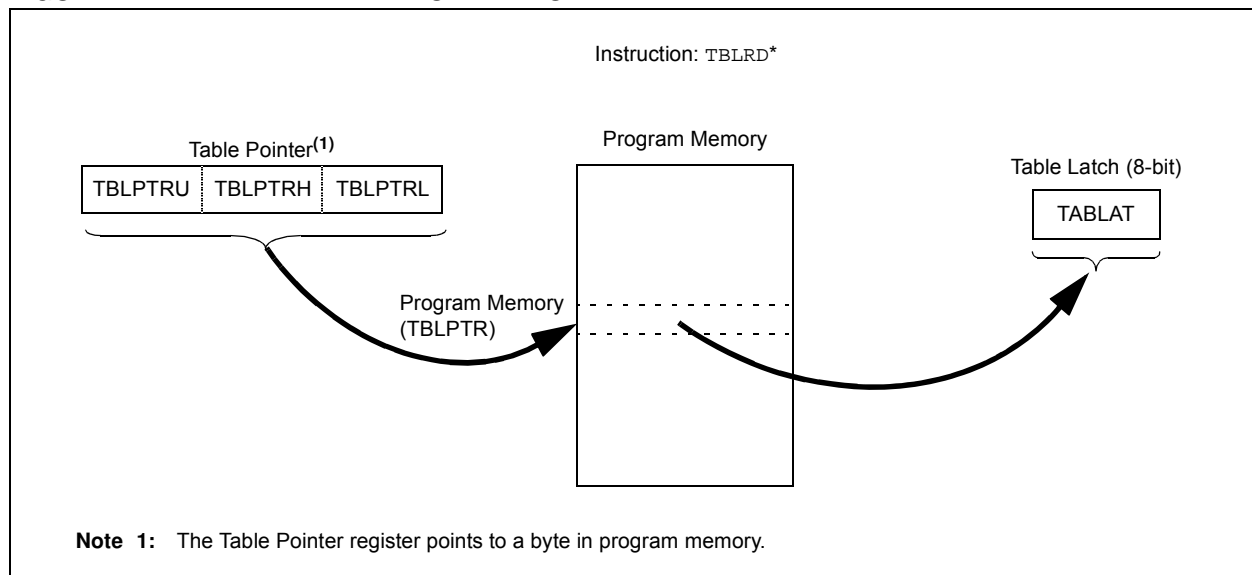 Instruction: TBLRD*
Table Pointer(1)
TBLPTRU TBLPTRH TBLPTRL
Program Memory
Table Latch (8-bit)
TABLAT
Program Memory
(TBLPTR)
Note 1: The Table Pointer register points to a byte in program memory.